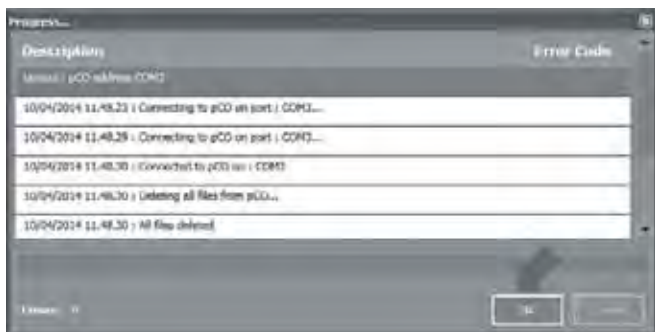 Progress...
Description Error Code
pCO address COM3
10/04/2014 11.48.23 : Connecting to pCO on port : COM3...
10/04/2014 11.48.29 : Connecting to pCO on port : COM3...
10/04/2014 11.48.30 : Connected to pCO on : COM3
10/04/2014 11.48.30 : Deleting all files from pCO...
10/04/2014 11.48.30 : All files deleted
Ok